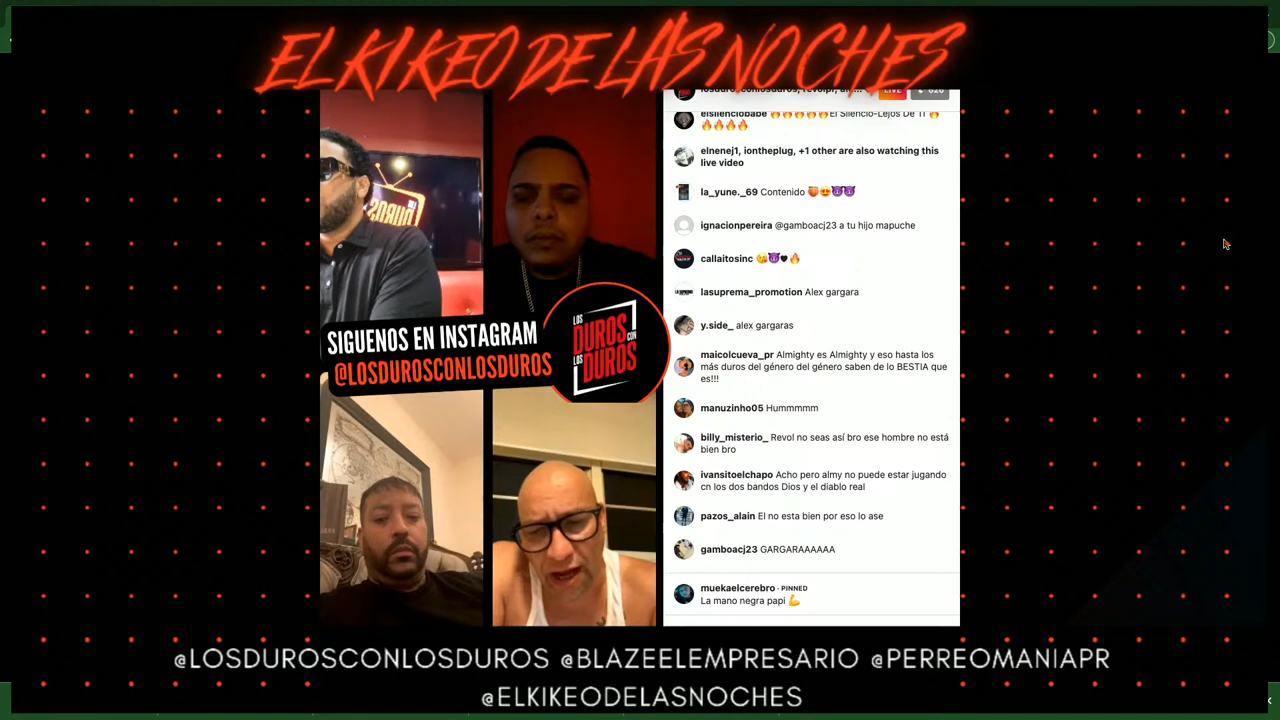 EL KIKEO DE LAS NOCHES
LIVE
elsilenciobabe 🔥🔥🔥🔥🔥El Silencio-Lejos De Ti 🔥
🔥🔥🔥🔥
elnenej1, iontheplug, +1 other are also watching this
live video
la_yune._69 Contenido 🍑😍😈😈
ignacionpereira @gamboacj23 a tu hijo mapuche
callaitosinc 😘😈🖤🔥
lasuprema_promotion Alex gargara
y.side_ alex gargaras
maicolcueva_pr Almighty es Almighty y eso hasta los
más duros del género del género saben de lo BESTIA que
es!!!
manuzinho05 Hummmmm
billy_misterio_ Revol no seas así bro ese hombre no está
bien bro
ivansitoelchapo Acho pero almy no puede estar jugando
cn los dos bandos Dios y el diablo real
pazos_alain El no esta bien por eso lo ase
gamboacj23 GARGARAAAAAA
muekaelcerebro · PINNED
La mano negra papi 💪
SIGUENOS EN INSTAGRAM
@LOSDUROSCONLOSDUROS
LOS
DUROS
CON
LOS
DUROS
@LOSDUROSCONLOSDUROS @BLAZEELEMPRESARIO @PERREOMANIAPR
@ELKIKEODELASNOCHES